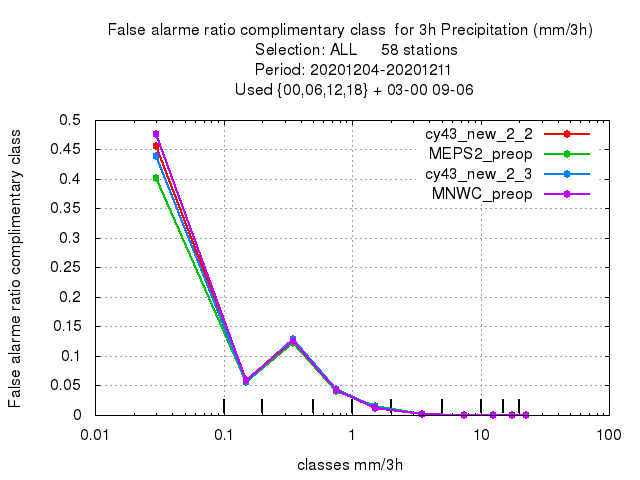 False alarme ratio complimentary class  for 3h Precipitation (mm/3h)
Selection: ALL     58 stations
Period: 20201204-20201211
Used {00,06,12,18} + 03-00 09-06
False alarme ratio complimentary class
0.5
0.45
0.4
0.35
0.3
0.25
0.2
0.15
0.1
0.05
0
cy43_new_2_2
MEPS2_preop
cy43_new_2_3
MNWC_preop
0.01 0.1 1 10 100
classes mm/3h